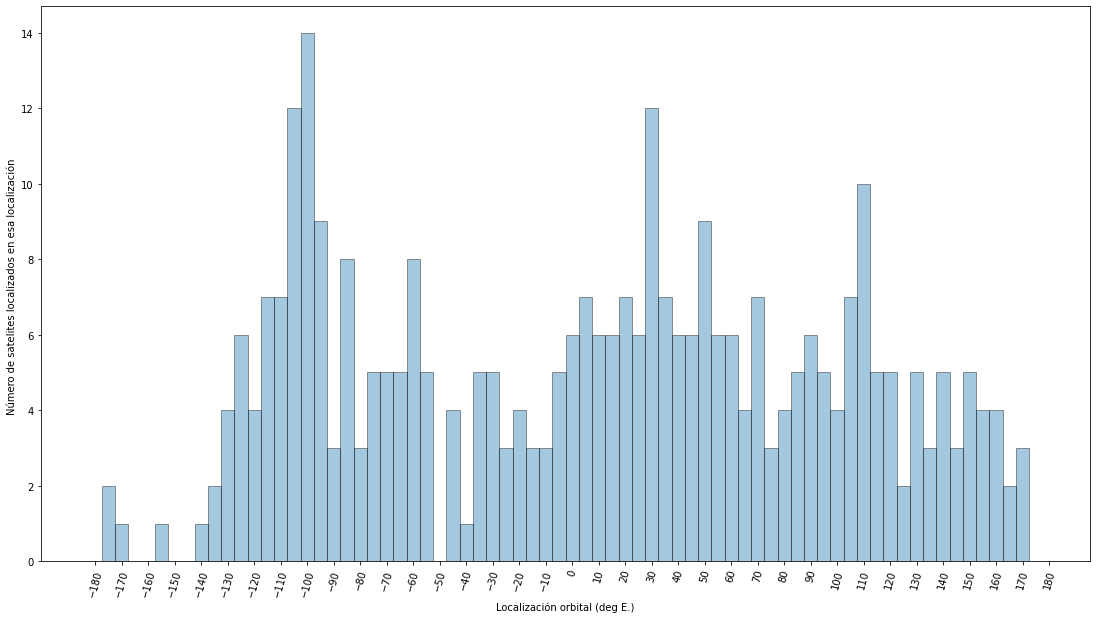 14
12
10
8
6
4
2
0
Número de satelites localizados en esa localización
−180 −170 −160 −150 −140 −130 −120 −110 −100 −90 −80 −70 −60 −50 −40 −30 −20 −10 0 10 20 30 40 50 60 70 80 90 100 110 120 130 140 150 160 170 180
Localización orbital (deg E.)